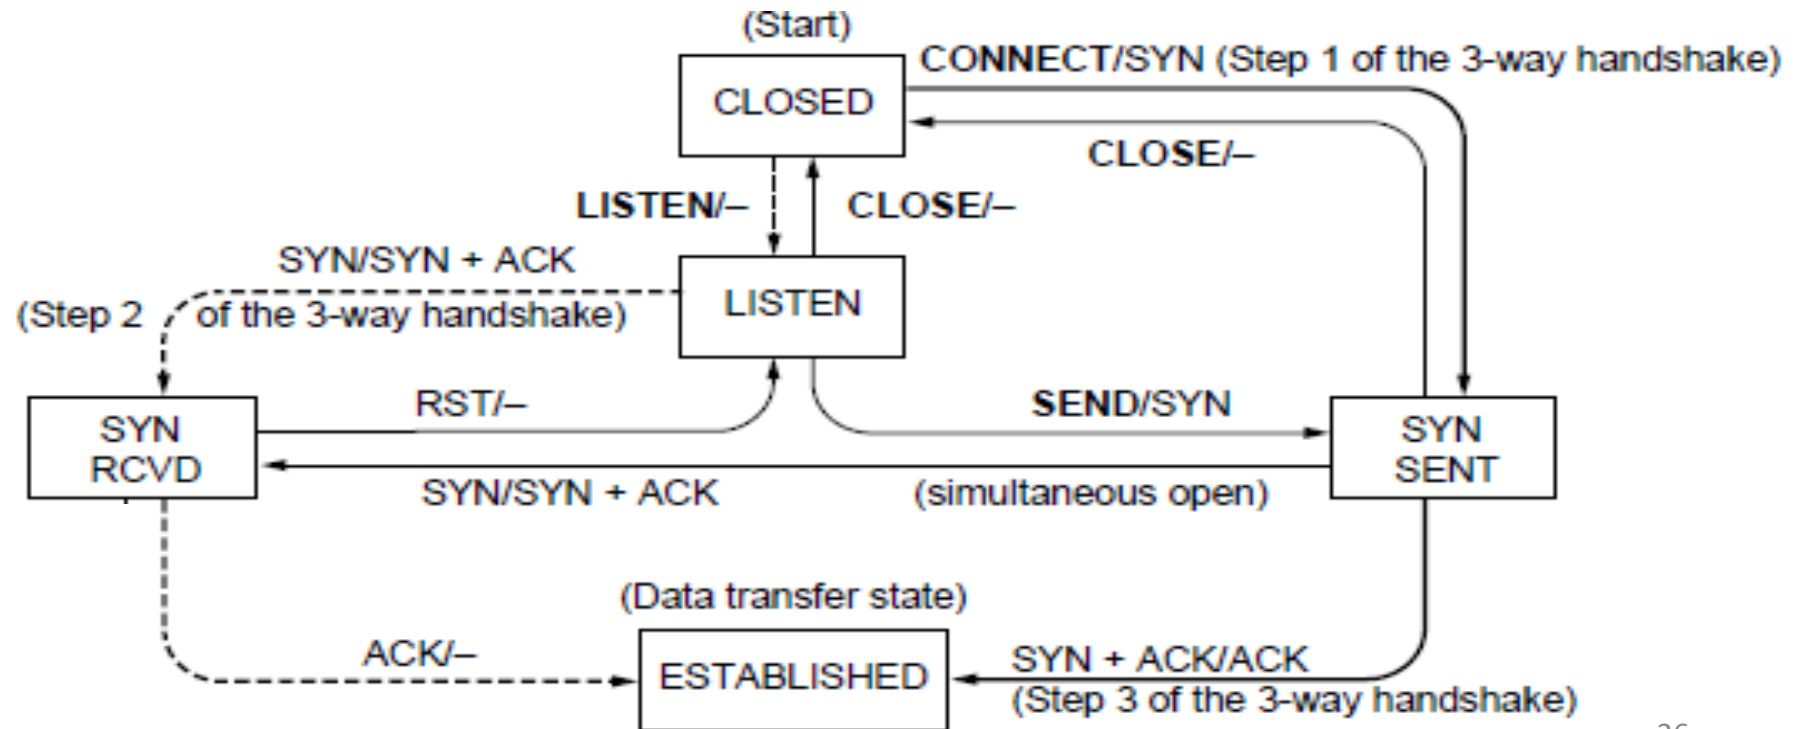 (Start)
CONNECT/SYN (Step 1 of the 3-way handshake)
CLOSED
CLOSE/–
LISTEN/–
CLOSE/–
SYN/SYN + ACK
(Step 2 of the 3-way handshake)
LISTEN
RST/–
SEND/SYN
SYN
RCVD
SYN
SENT
SYN/SYN + ACK
(simultaneous open)
(Data transfer state)
ACK/–
ESTABLISHED
SYN + ACK/ACK
(Step 3 of the 3-way handshake)